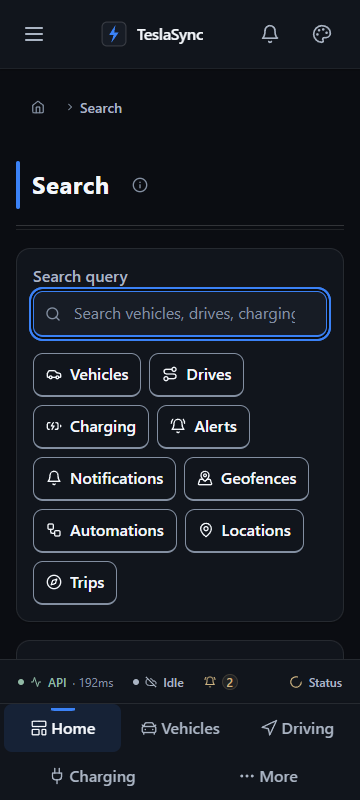 TeslaSync
Search
Search
Search query
Search vehicles, drives, charging
Vehicles
Drives
Charging
Alerts
Notifications
Geofences
Automations
Locations
Trips
API · 192ms
Idle
2
Status
Home
Vehicles
Driving
Charging
More